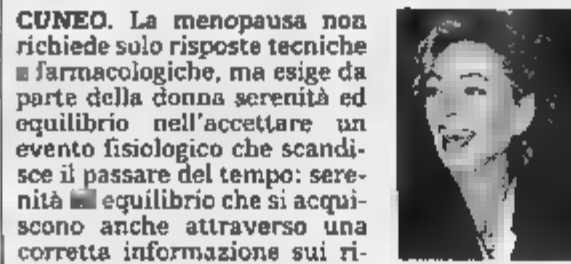 CUNEO. La menopausa non
richiede solo risposte tecniche
farmacologiche, ma esige da
parte della donna serenità ed
equilibrio nell'accettare un
evento fisiologico che scandi-
sce il passare del tempo: sere-
nità equilibrio che si acqui-
scono anche attraverso una
corretta informazione sui ri-